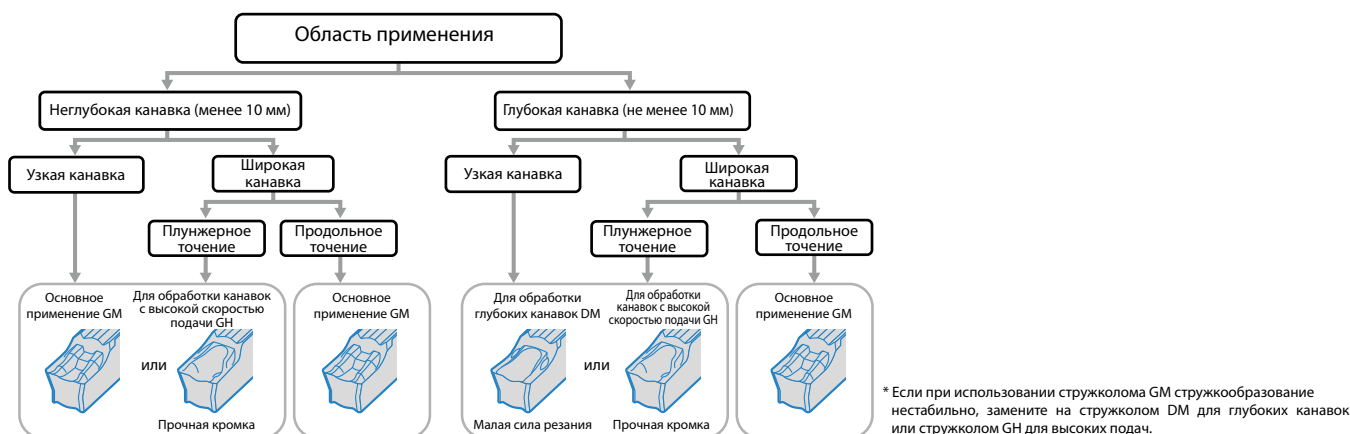 Область применения
Неглубокая канавка (менее 10 мм)
Глубокая канавка (не менее 10 мм)
Узкая канавка
Широкая
канавка
Узкая канавка
Широкая
канавка
Плунжерное
точение
Продольное
точение
Плунжерное
точение
Продольное
точение
Основное
применение GM
или
Для обработки канавок
с высокой скоростью
подачи GH
Прочная кромка
Основное
применение GM
Для обработки
глубоких канавок DM
Малая сила резания
или
Для обработки
канавок с высокой
скоростью подачи GH
Прочная кромка
Основное
применение GM
* Если при использовании стружколома GM стружкообразование
нестабильно, замените на стружколом DM для глубоких канавок
или стружколом GH для высоких подач.